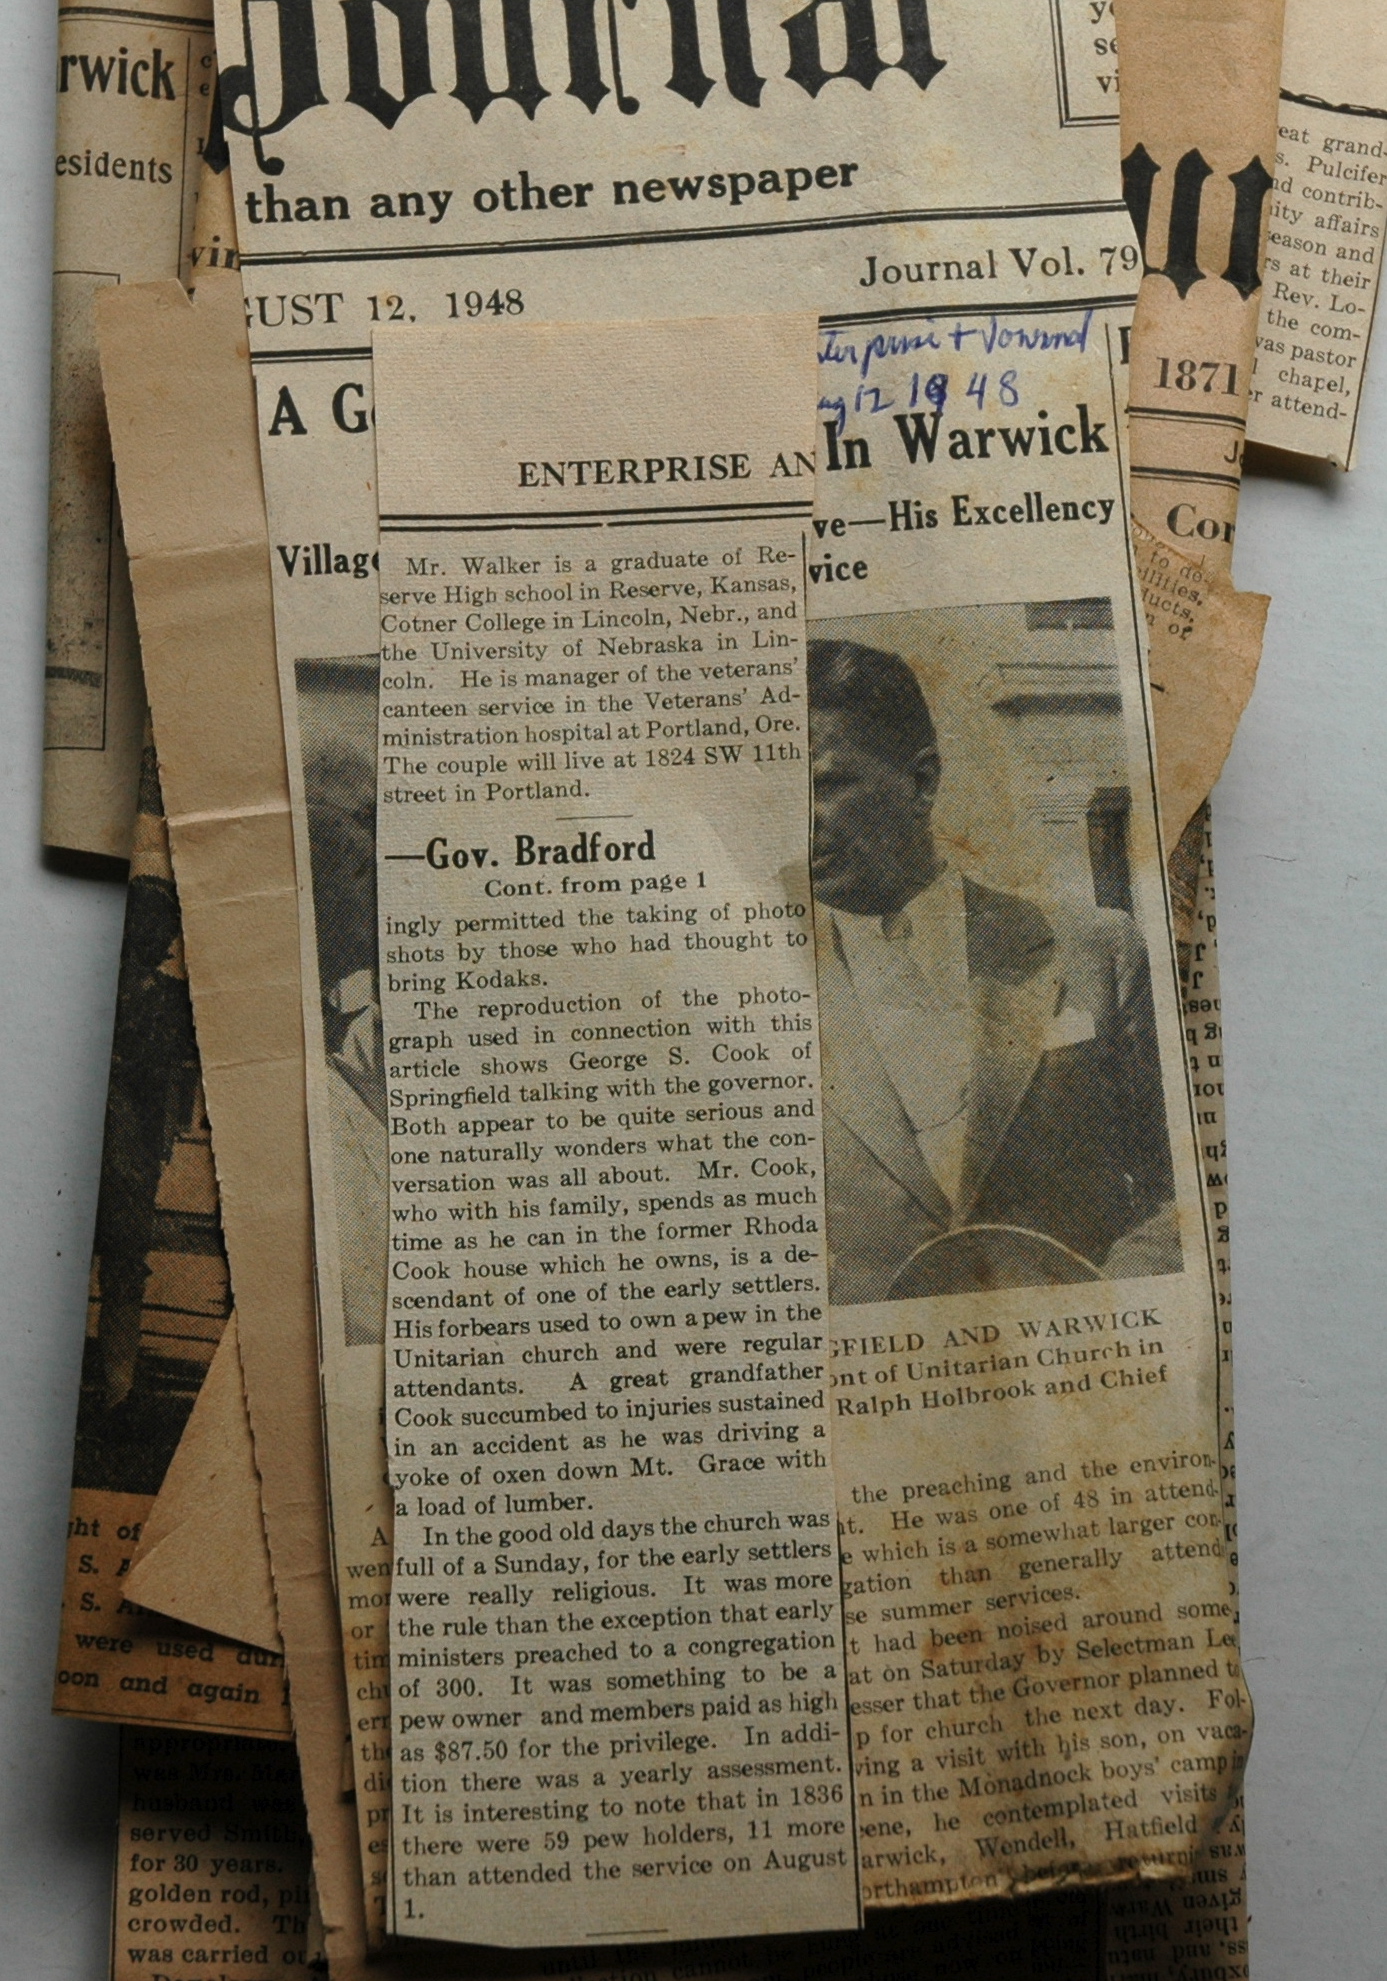 Journal
than any other newspaper
Journal Vol. 79
GUST 12, 1948
1948
A G
In Warwick
ve—His Excellency
vice
Village
ENTERPRISE AN
Mr. Walker is a graduate of Re-
serve High school in Reserve, Kansas,
Cotner College in Lincoln, Nebr., and
the University of Nebraska in Lin-
coln. He is manager of the veterans'
canteen service in the Veterans' Ad-
ministration hospital at Portland, Ore.
The couple will live at 1824 SW 11th
street in Portland.
—Gov. Bradford
Cont. from page 1
ingly permitted the taking of photo
shots by those who had thought to
bring Kodaks.
The reproduction of the photo-
graph used in connection with this
article shows George S. Cook of
Springfield talking with the governor.
Both appear to be quite serious and
one naturally wonders what the con-
versation was all about. Mr. Cook,
who with his family, spends as much
time as he can in the former Rhoda
Cook house which he owns, is a de-
scendant of one of the early settlers.
His forbears used to own a pew in the
Unitarian church and were regular
attendants. A great grandfather
Cook succumbed to injuries sustained
in an accident as he was driving a
yoke of oxen down Mt. Grace with
a load of lumber.
In the good old days the church was
full of a Sunday, for the early settlers
were really religious. It was more
the rule than the exception that early
ministers preached to a congregation
of 300. It was something to be a
pew owner and members paid as high
as $87.50 for the privilege. In addi-
tion there was a yearly assessment.
It is interesting to note that in 1836
there were 59 pew holders, 11 more
than attended the service on August
1.
GFIELD AND WARWICK
ont of Unitarian Church in
Ralph Holbrook and Chief
the preaching and the environ-
nt. He was one of 48 in attend-
e which is a somewhat larger con-
gation than generally attend
se summer services.
t had been noised around some,
at on Saturday by Selectman Lee
esser that the Governor planned to
p for church the next day. Fol-
ving a visit with his son, on vaca-
n in the Monadnock boys' camp in
ene, he contemplated visits
arwick, Wendell, Hatfield
orthampton before returni
rwick
esidents
1871
Cor
eat grand-
s. Pulcifer
nd contrib-
ity affairs
eason and
rs at their
Rev. Lo-
the com-
was pastor
chapel,
er attend-
ght of
S. A
S. A
were used dur
oon and again
served Smith
for 30 years.
golden rod, pi
crowded. Th
was carried ou